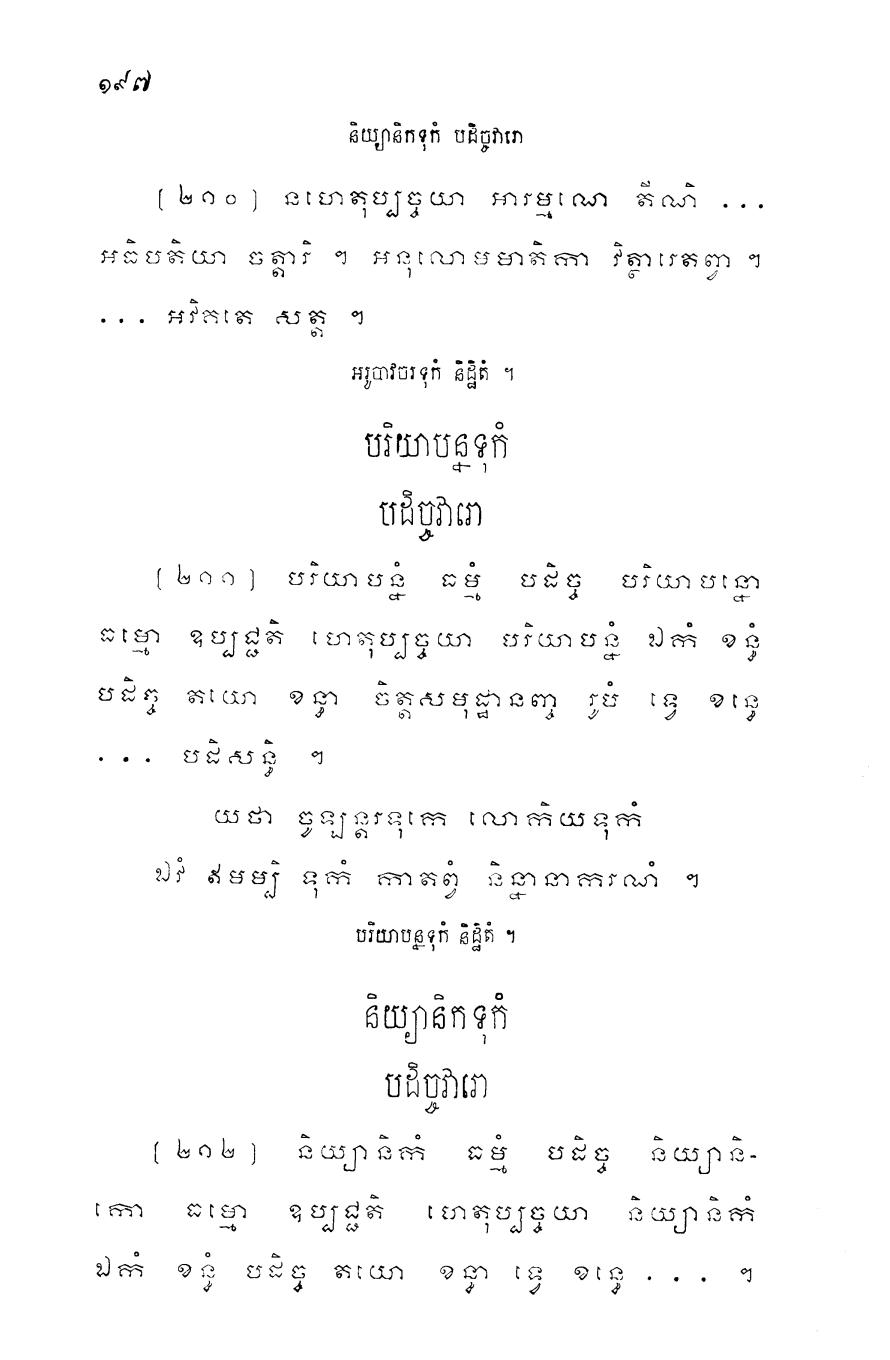 ១៩៧
និយ្យានិកទុកំ បដិច្ចវារោ
[ ២១០ ] នហេតុប្បច្ចយា អារម្មណេ តីណិ ...
អធិបតិយា ចត្តារិ ។ អនុលោមមាតិកា វិត្ថារេតព្វា ។
... អវិកតេ សត្ត ។
អរូបាវចរទុកំ និដ្ឋិតំ ។
បរិយាបន្នទុកំ
បដិច្ចវារោ
[ ២១១ ] បរិយាបន្នំ ធម្មំ បដិច្ច បរិយាបន្នោ
ធម្មោ ឧប្បជ្ជតិ ហេតុប្បច្ចយា បរិយាបន្នំ ឯកំ ខន្ធំ
បដិច្ច តយោ ខន្ធា ចិត្តសមុដ្ឋានញ្ច រូបំ ទ្វេ ខន្ធេ
... បដិសន្ធិ ។
យថា ចូឡន្តរទុកេ លោកិយទុកំ
ឯវំ ឥមម្បិ ទុកំ កាតព្វំ និន្នានាករណំ ។
បរិយាបន្នទុកំ និដ្ឋិតំ ។
និយ្យានិកទុកំ
បដិច្ចវារោ
[ ២១២ ] និយ្យានិកំ ធម្មំ បដិច្ច និយ្យានិ-
កោ ធម្មោ ឧប្បជ្ជតិ ហេតុប្បច្ចយា និយ្យានិកំ
ឯកំ ខន្ធំ បដិច្ច តយោ ខន្ធា ទ្វេ ខន្ធេ ... ។